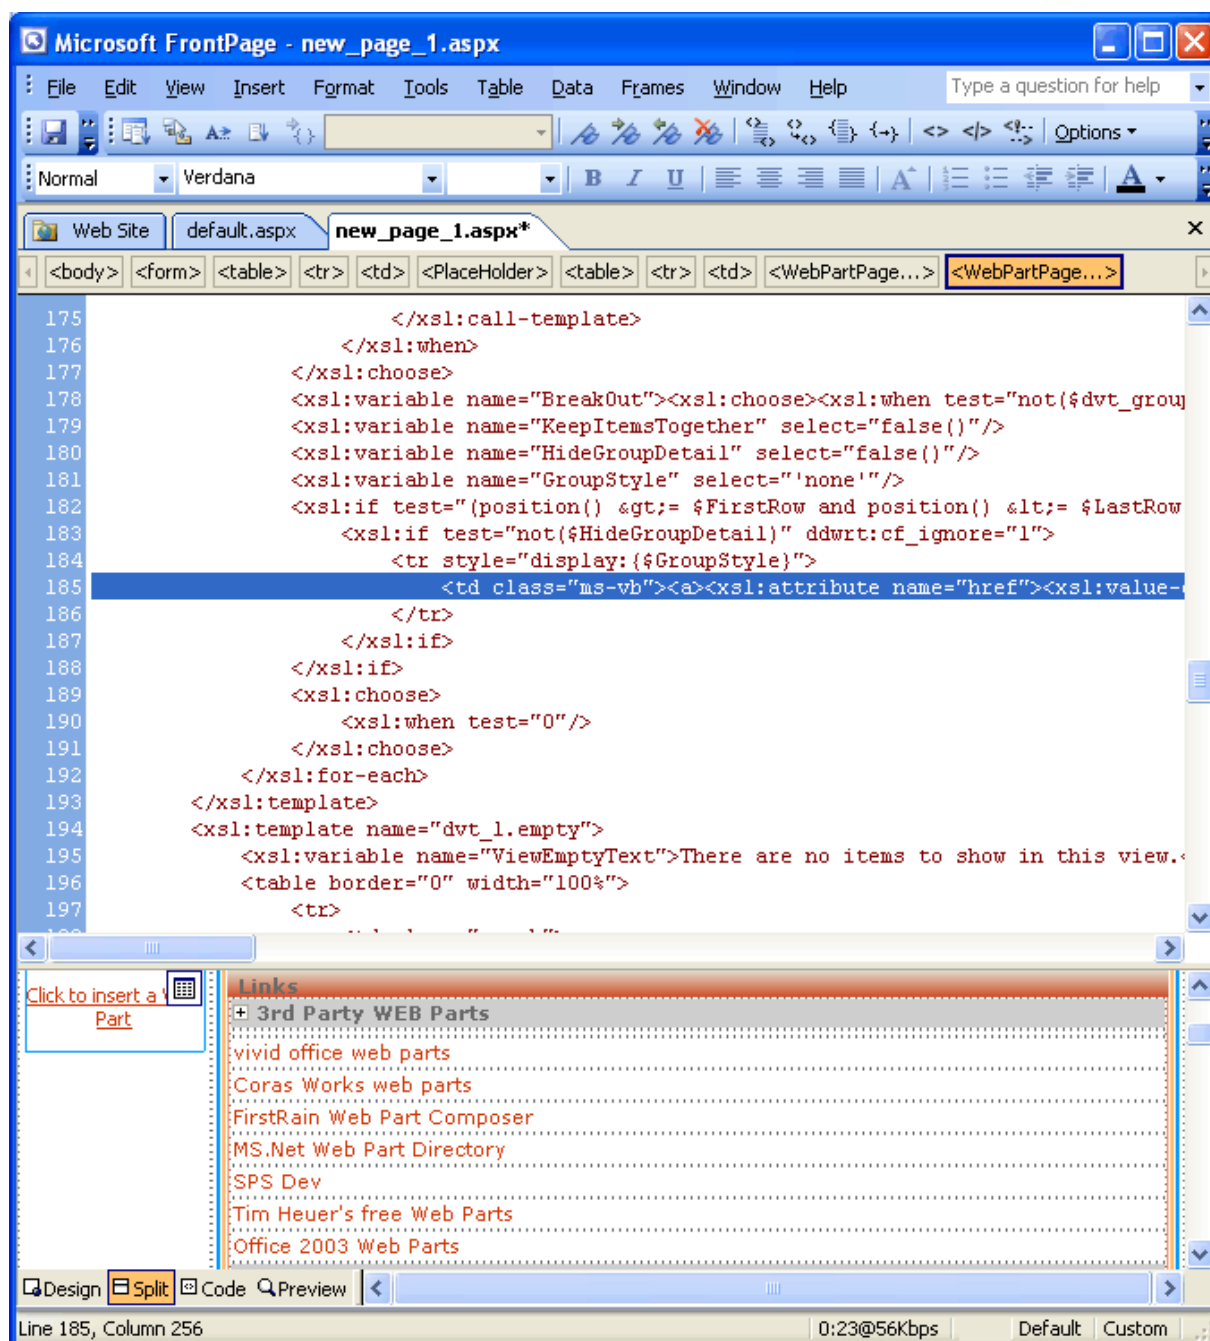 Microsoft FrontPage - new_page_1.aspx
File Edit View Insert Format Tools Table Data Frames Window Help Type a question for help
Options
Normal Verdana B I U A A
Web Site default.aspx new_page_1.aspx*
<body> <form> <table> <tr> <td> <PlaceHolder> <table> <tr> <td> <WebPartPage...> <WebPartPage...>
175 </xsl:call-template>
176 </xsl:when>
177 </xsl:choose>
178 <xsl:variable name="BreakOut"><xsl:choose><xsl:when test="not($dvt_group
179 <xsl:variable name="KeepItemsTogether" select="false()"/>
180 <xsl:variable name="HideGroupDetail" select="false()"/>
181 <xsl:variable name="GroupStyle" select="'none'"/>
182 <xsl:if test="(position() &gt;= $FirstRow and position() &lt;= $LastRow
183 <xsl:if test="not($HideGroupDetail)" ddwrt:cf_ignore="1">
184 <tr style="display:{$GroupStyle}">
185 <td class="ms-vb"><a><xsl:attribute name="href"><xsl:value-
186 </tr>
187 </xsl:if>
188 </xsl:if>
189 <xsl:choose>
190 <xsl:when test="0"/>
191 </xsl:choose>
192 </xsl:for-each>
193 </xsl:template>
194 <xsl:template name="dvt_1.empty">
195 <xsl:variable name="ViewEmptyText">There are no items to show in this view.<
196 <table border="0" width="100%">
197 <tr>
Click to insert a
Part
Links
3rd Party WEB Parts
vivid office web parts
Coras Works web parts
FirstRain Web Part Composer
MS.Net Web Part Directory
SPS Dev
Tim Heuer's free Web Parts
Office 2003 Web Parts
Design Split Code Preview
Line 185, Column 256 0:23@56Kbps Default Custom